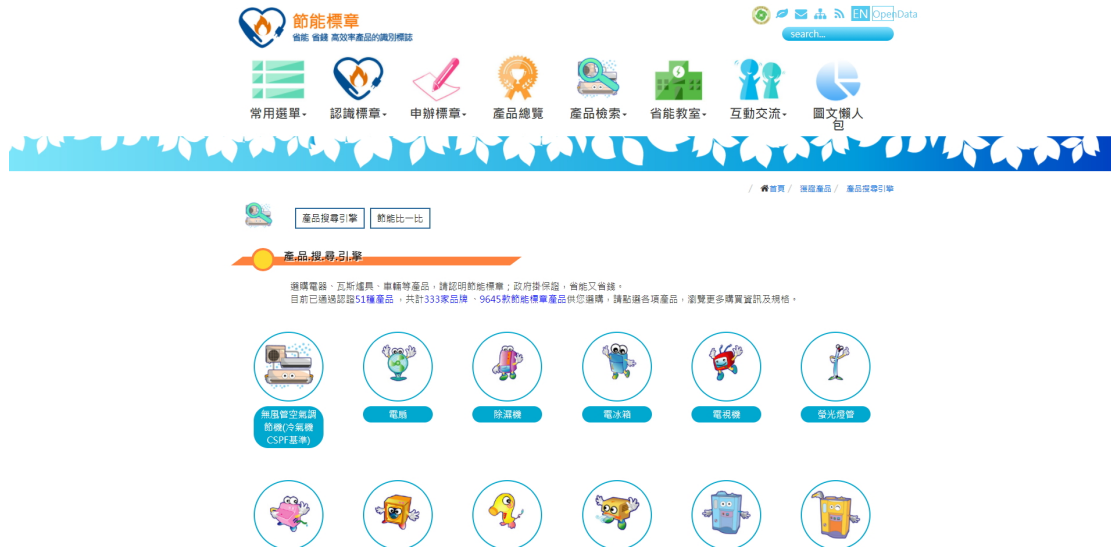 節能標章
省能 省錢 高效率產品的識別標誌
EN OpenData
search...
常用選單
認識標章
申辦標章
產品總覽
產品檢索
省能教室
互動交流
圖文懶人包
/ 首頁 / 獲證產品 / 產品搜尋引擎
產品搜尋引擎
節能比一比
產.品.搜.尋.引.擎
選購電器、瓦斯爐具、車輛等產品，請認明節能標章；政府掛保證，省能又省錢。
目前已通過認證51種產品 ，共計333家品牌 、9645款節能標章產品供您選購，請點選各項產品，瀏覽更多購買資訊及規格。
無風管空氣調
節機(冷氣機
CSPF基準)
電扇
除濕機
電冰箱
電視機
螢光燈管